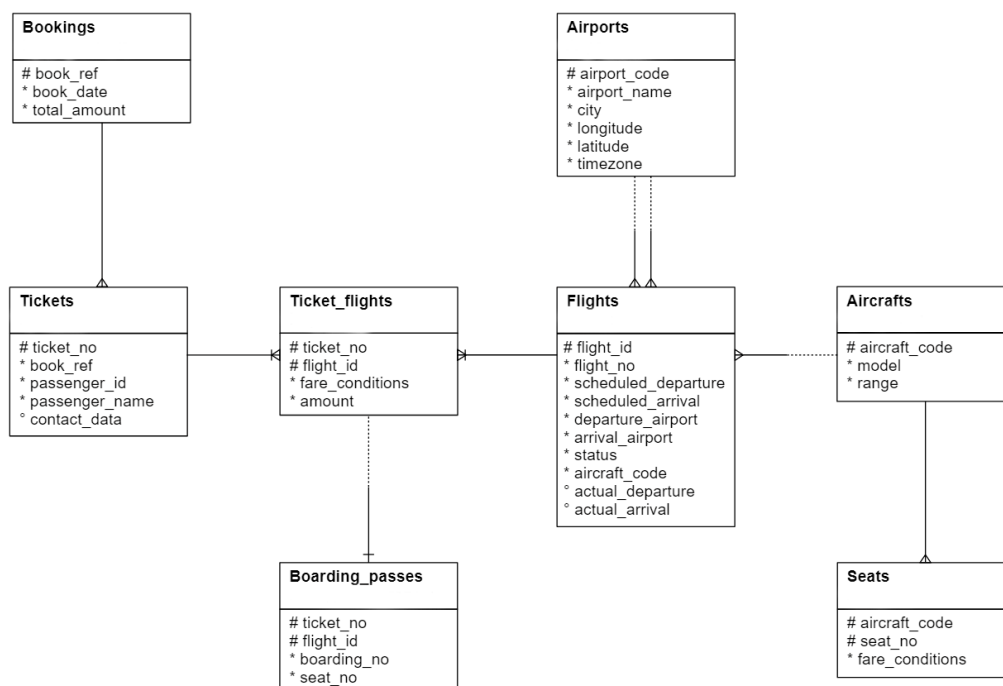 Bookings
# book_ref
* book_date
* total_amount
Airports
# airport_code
* airport_name
* city
* longitude
* latitude
* timezone
Tickets
# ticket_no
* book_ref
* passenger_id
* passenger_name
° contact_data
Ticket_flights
# ticket_no
# flight_id
* fare_conditions
* amount
Flights
# flight_id
* flight_no
* scheduled_departure
* scheduled_arrival
* departure_airport
* arrival_airport
* status
* aircraft_code
° actual_departure
° actual_arrival
Aircrafts
# aircraft_code
* model
* range
Boarding_passes
# ticket_no
# flight_id
* boarding_no
* seat_no
Seats
# aircraft_code
# seat_no
* fare_conditions